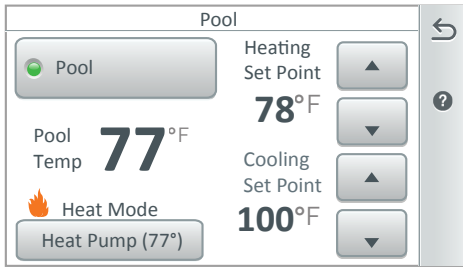 Pool
Pool
Heating
Set Point
78°F
Pool
Temp
77°F
Cooling
Set Point
100°F
Heat Mode
Heat Pump (77°)
?